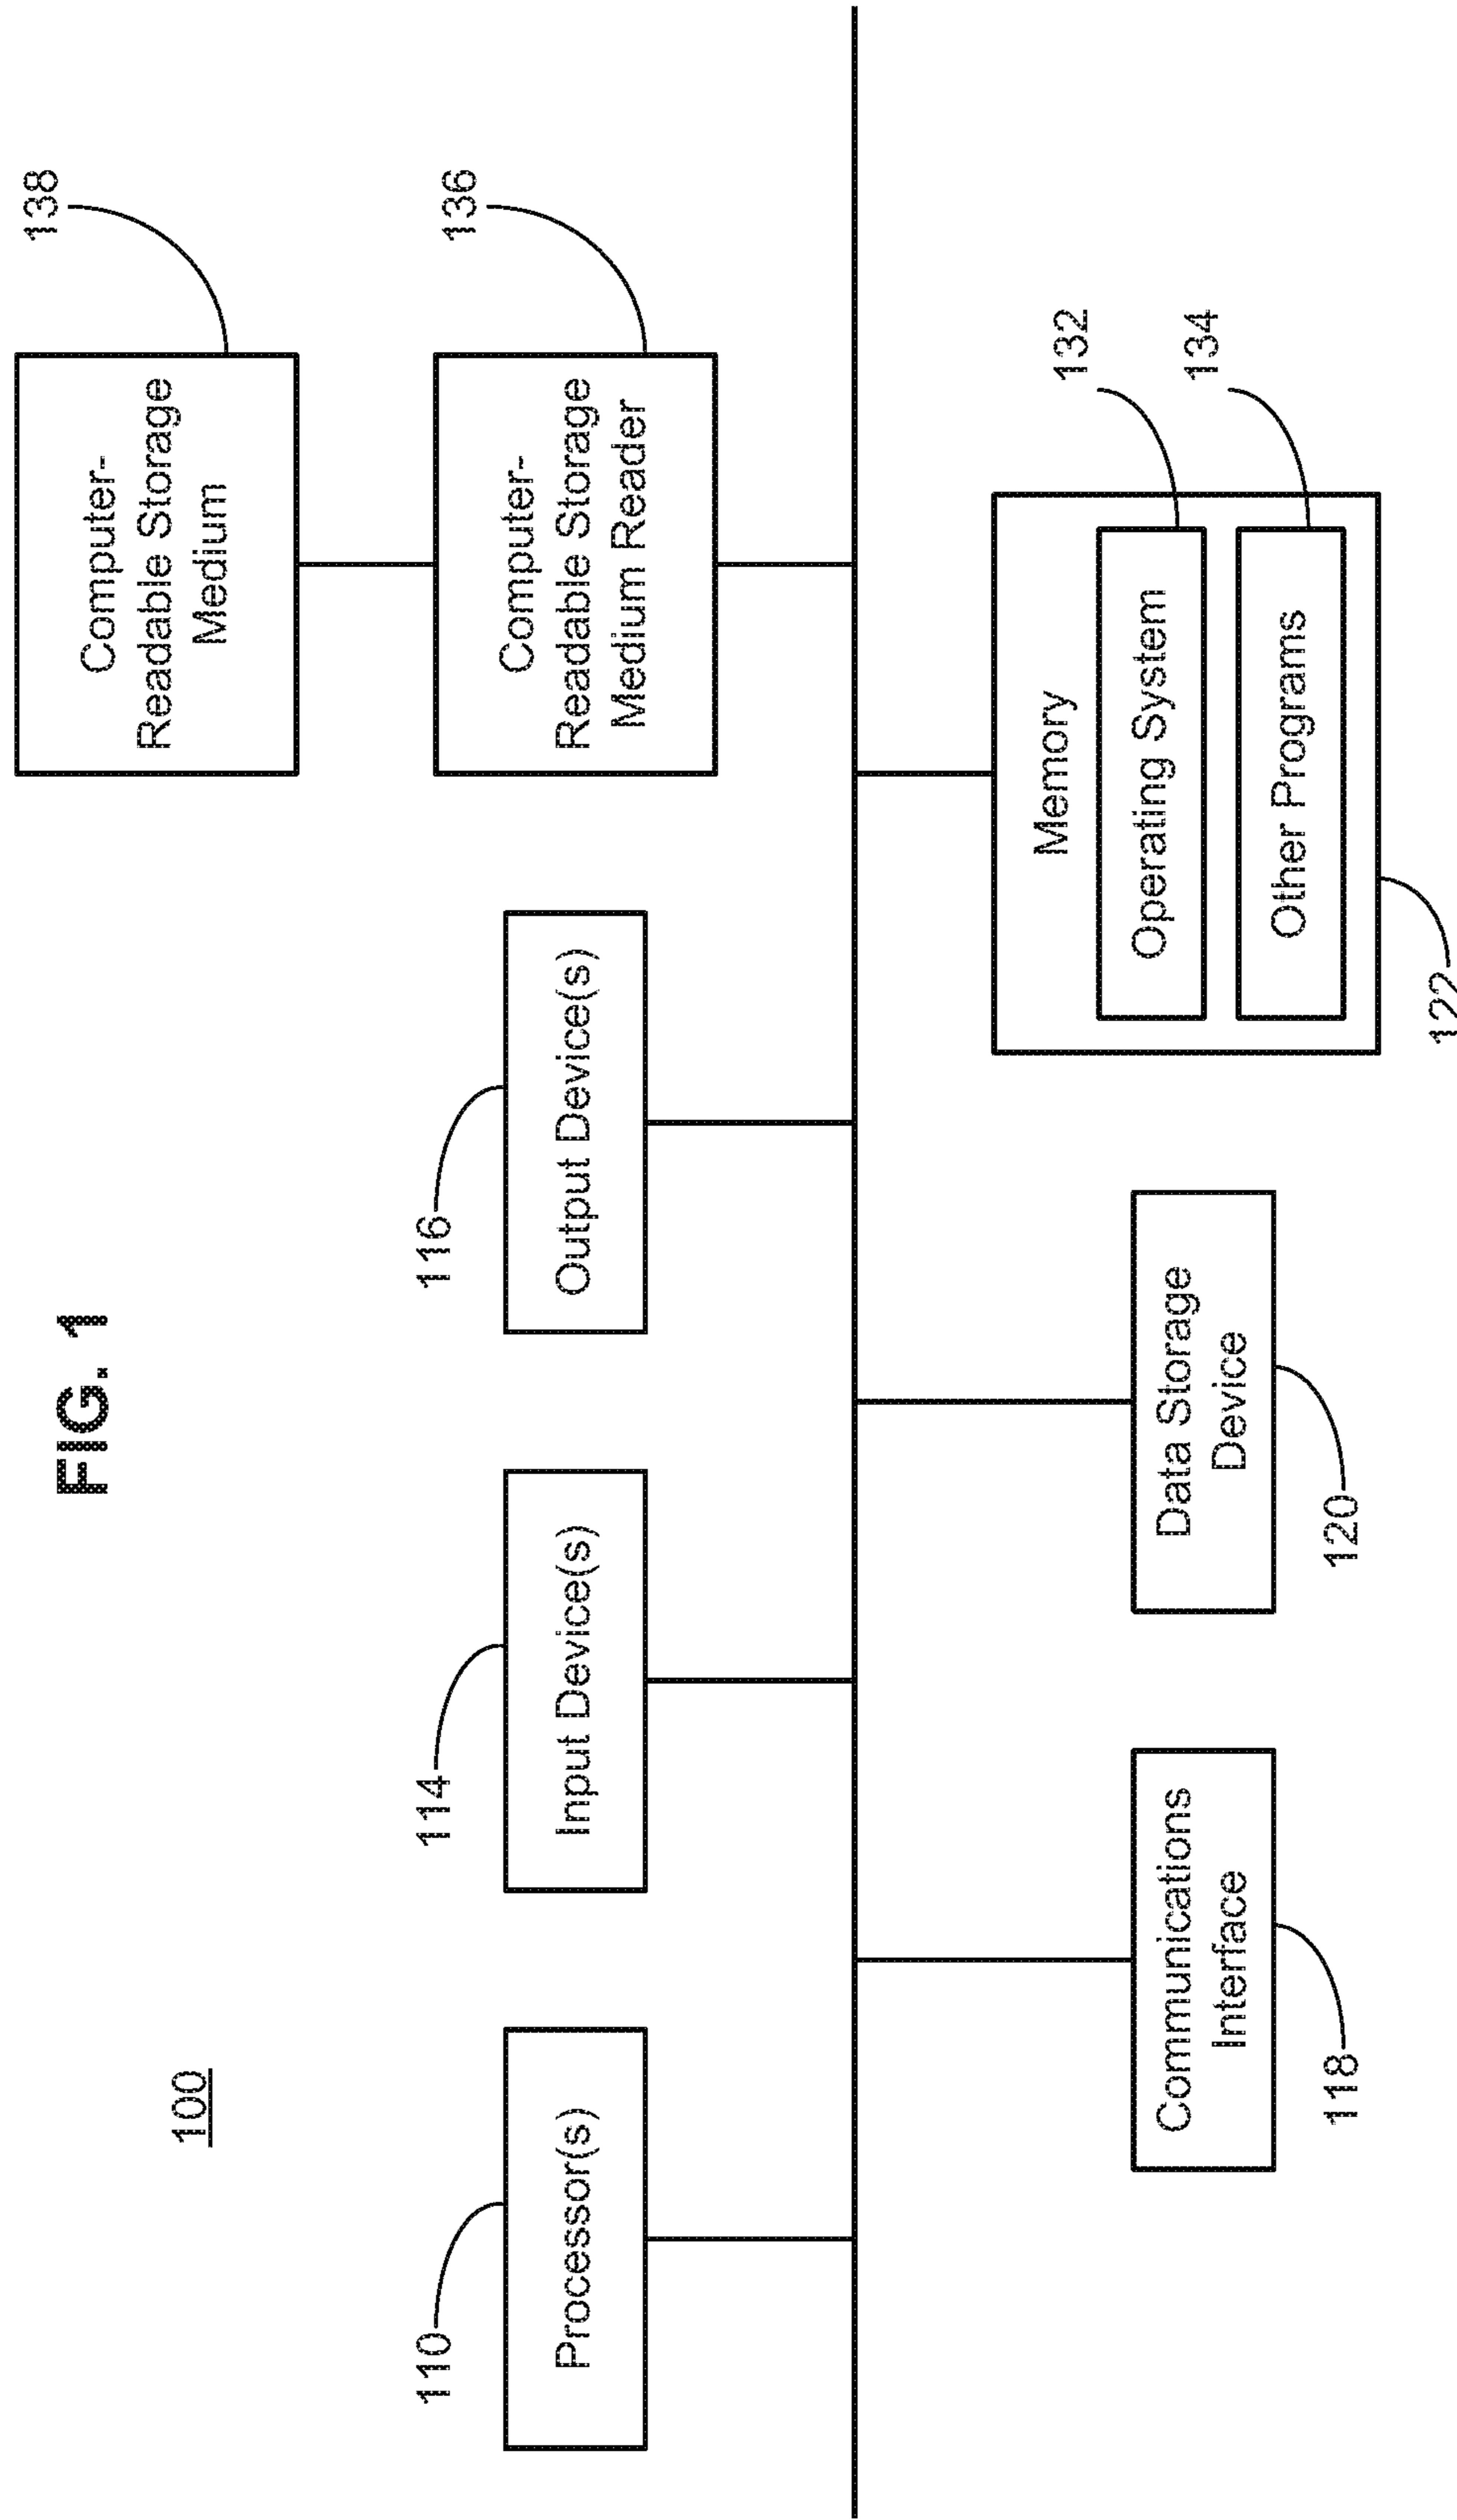 FIG. 1
100
138
Computer-
Readable Storage
Medium
110
Processor(s)
114
Input Device(s)
116
Output Device(s)
136
Computer-
Readable Storage
Medium Reader
118
Communications
Interface
120
Data Storage
Device
122
Memory
132
Operating System
134
Other Programs